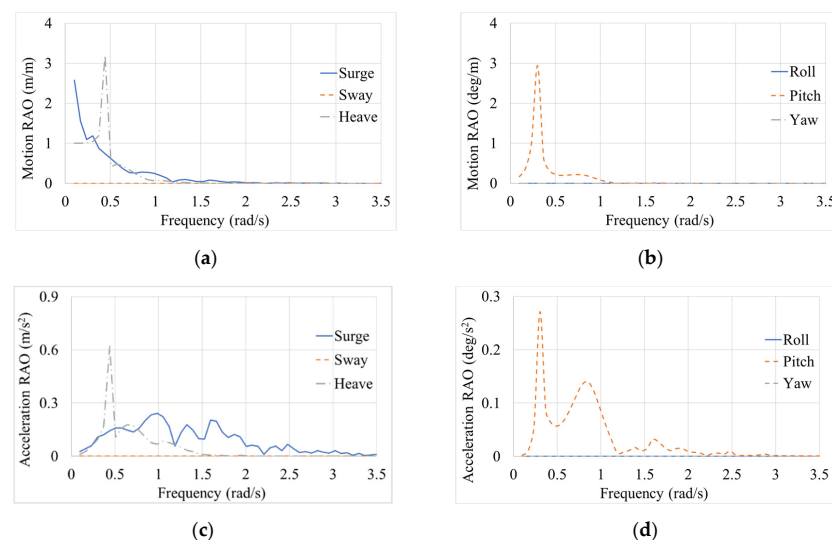 Motion RAO (m/m)
4
3
2
1
0
Surge
Sway
Heave
0 0.5 1 1.5 2 2.5 3 3.5
Frequency (rad/s)
(a)
Motion RAO (deg/m)
4
3
2
1
0
Roll
Pitch
Yaw
0 0.5 1 1.5 2 2.5 3 3.5
Frequency (rad/s)
(b)
Acceleration RAO (m/s²)
0.9
0.6
0.3
0
Surge
Sway
Heave
0 0.5 1 1.5 2 2.5 3 3.5
Frequency (rad/s)
(c)
Acceleration RAO (deg/s²)
0.3
0.2
0.1
0
Roll
Pitch
Yaw
0 0.5 1 1.5 2 2.5 3 3.5
Frequency (rad/s)
(d)